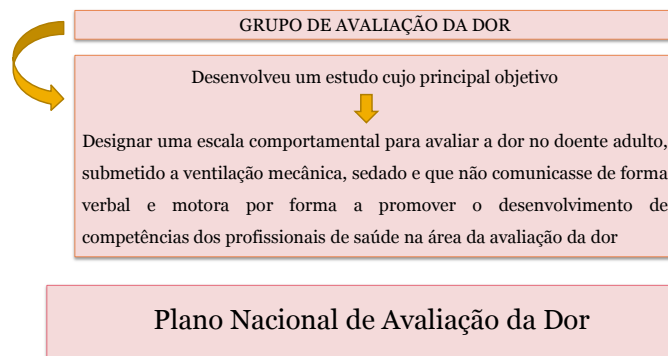 GRUPO DE AVALIAÇÃO DA DOR
Desenvolveu um estudo cujo principal objetivo
Designar uma escala comportamental para avaliar a dor no doente adulto,
submetido a ventilação mecânica, sedado e que não comunicasse de forma
verbal e motora por forma a promover o desenvolvimento de
competências dos profissionais de saúde na área da avaliação da dor
Plano Nacional de Avaliação da Dor